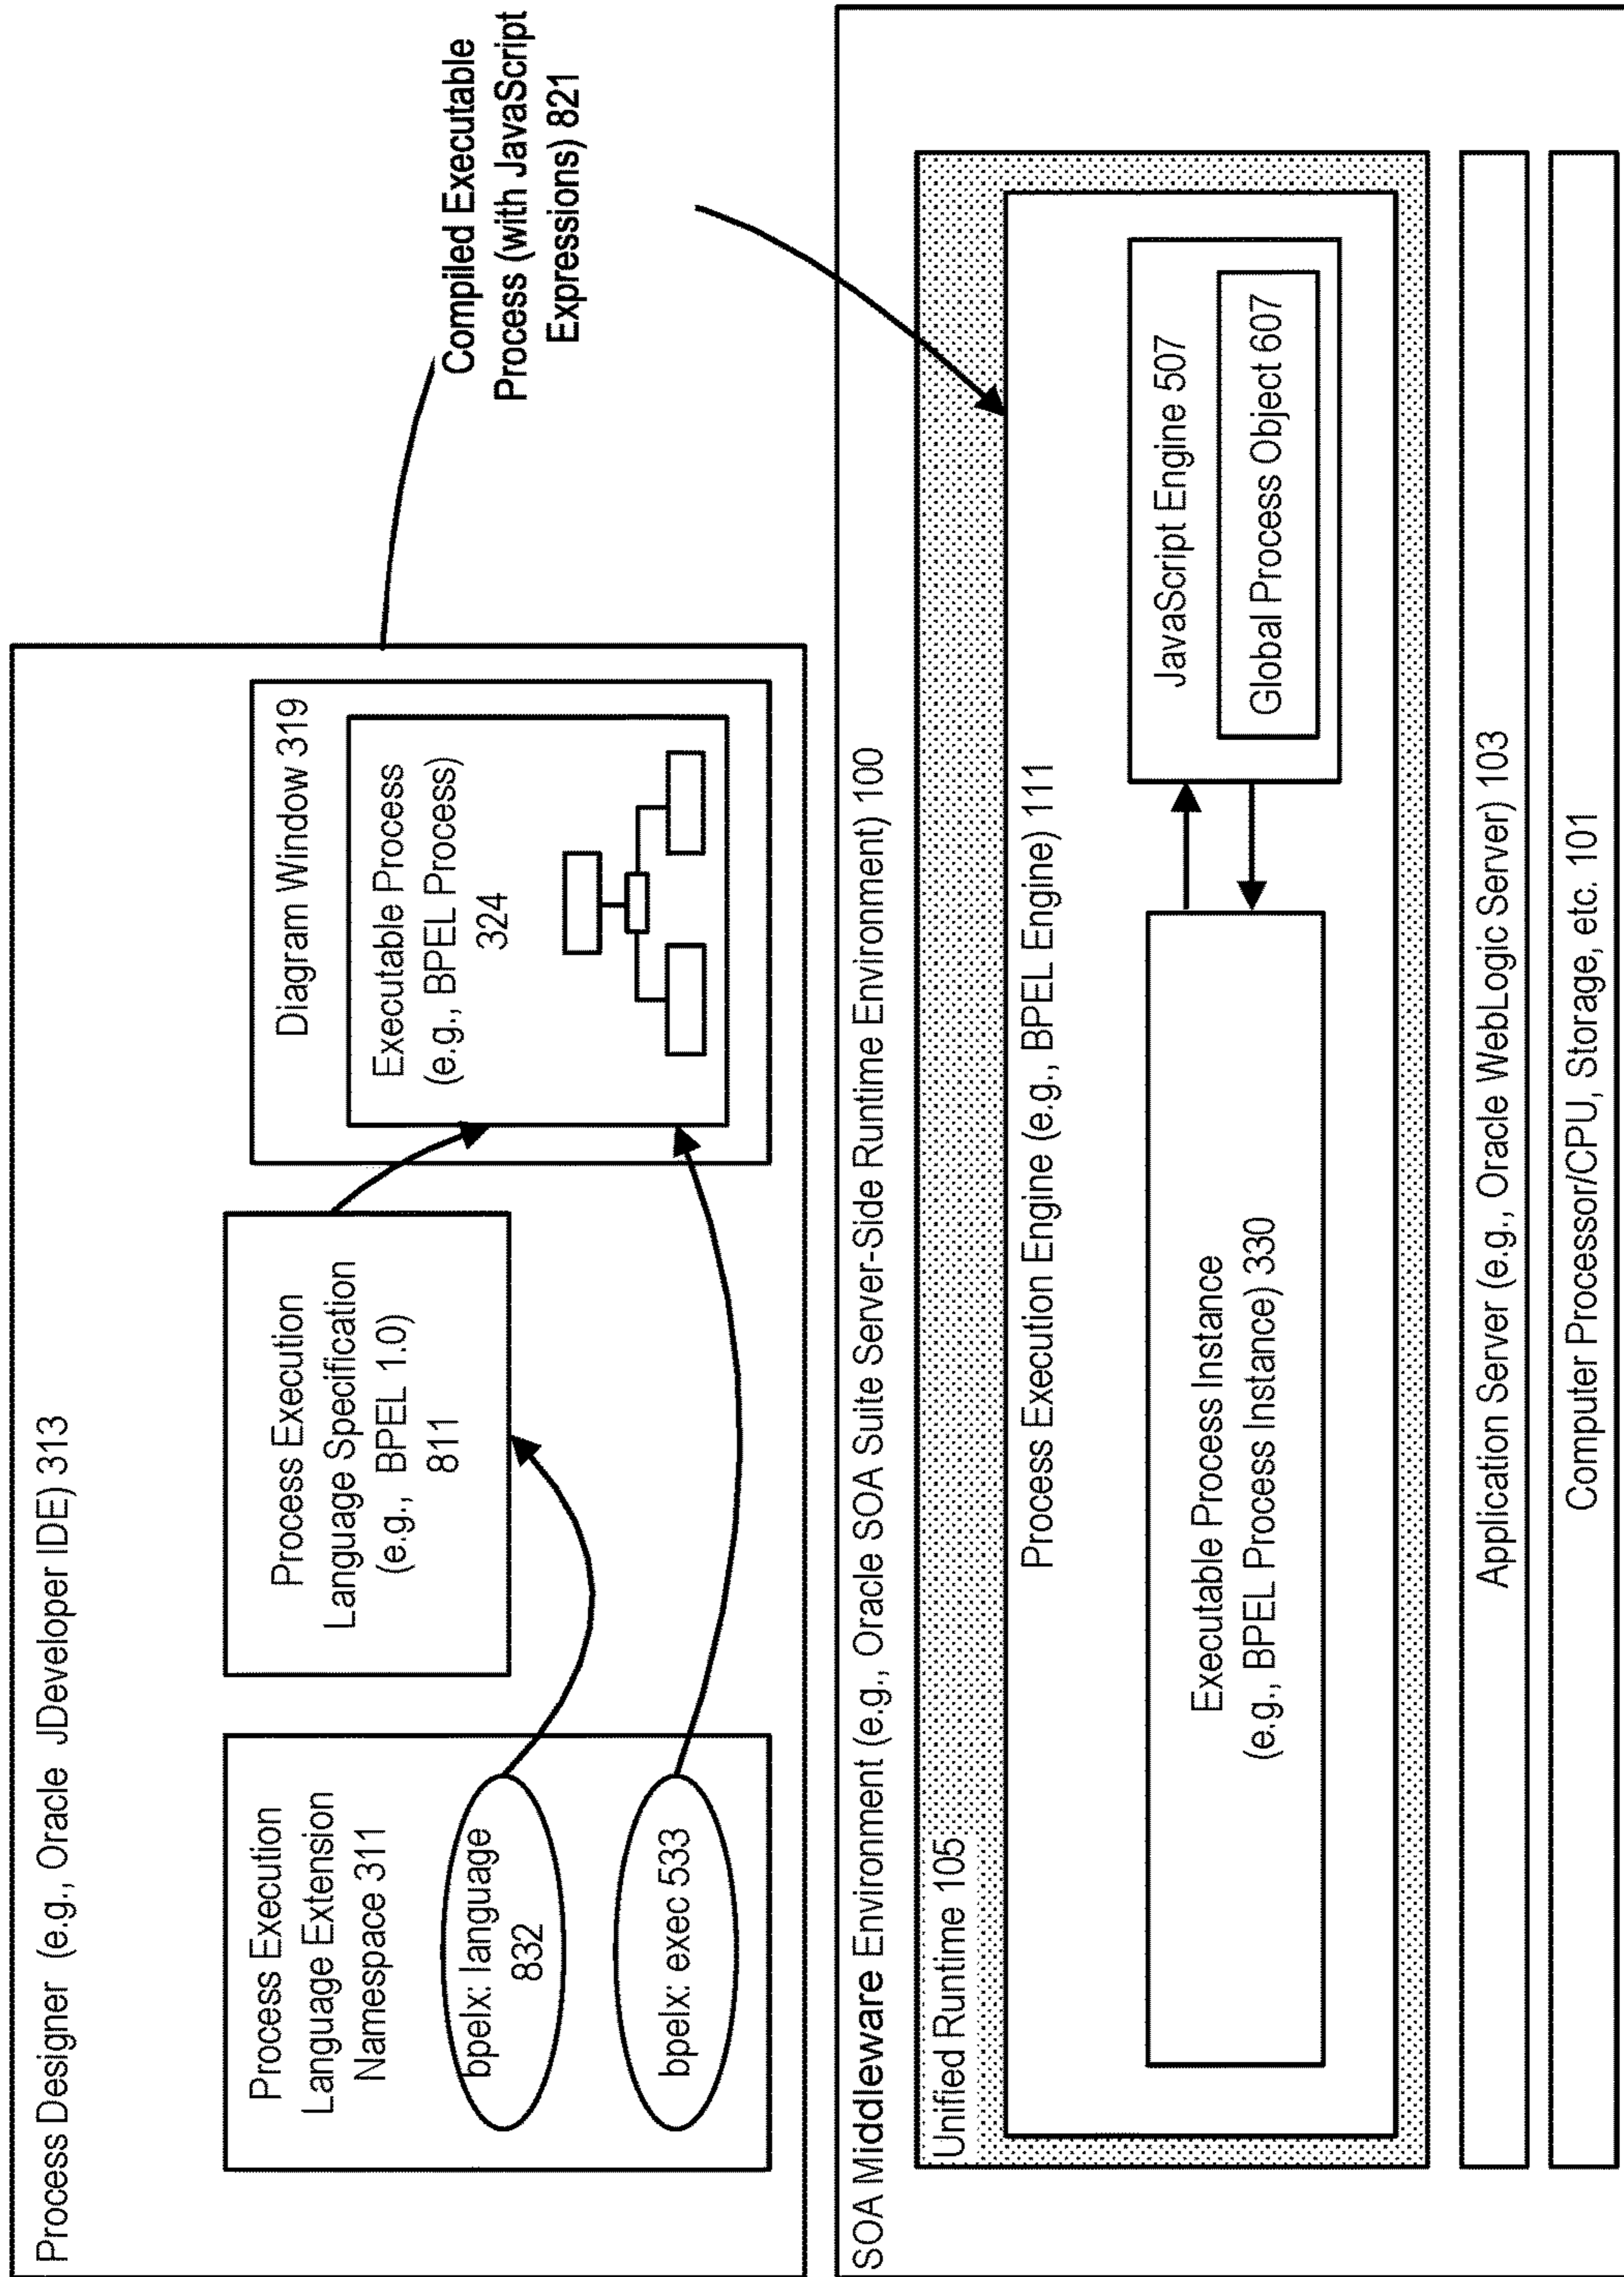 Process Designer (e.g., Oracle JDeveloper IDE) 313
Process Execution
Language Extension
Namespace 311
bpelx: language
832
bpelx: exec 533
Process Execution
Language Specification
(e.g., BPEL 1.0)
811
Diagram Window 319
Executable Process
(e.g., BPEL Process)
324
Compiled Executable
Process (with JavaScript
Expressions) 821
SOA Middleware Environment (e.g., Oracle SOA Suite Server-Side Runtime Environment) 100
Unified Runtime 105
Process Execution Engine (e.g., BPEL Engine) 111
Executable Process Instance
(e.g., BPEL Process Instance) 330
JavaScript Engine 507
Global Process Object 607
Application Server (e.g., Oracle WebLogic Server) 103
Computer Processor/CPU, Storage, etc. 101